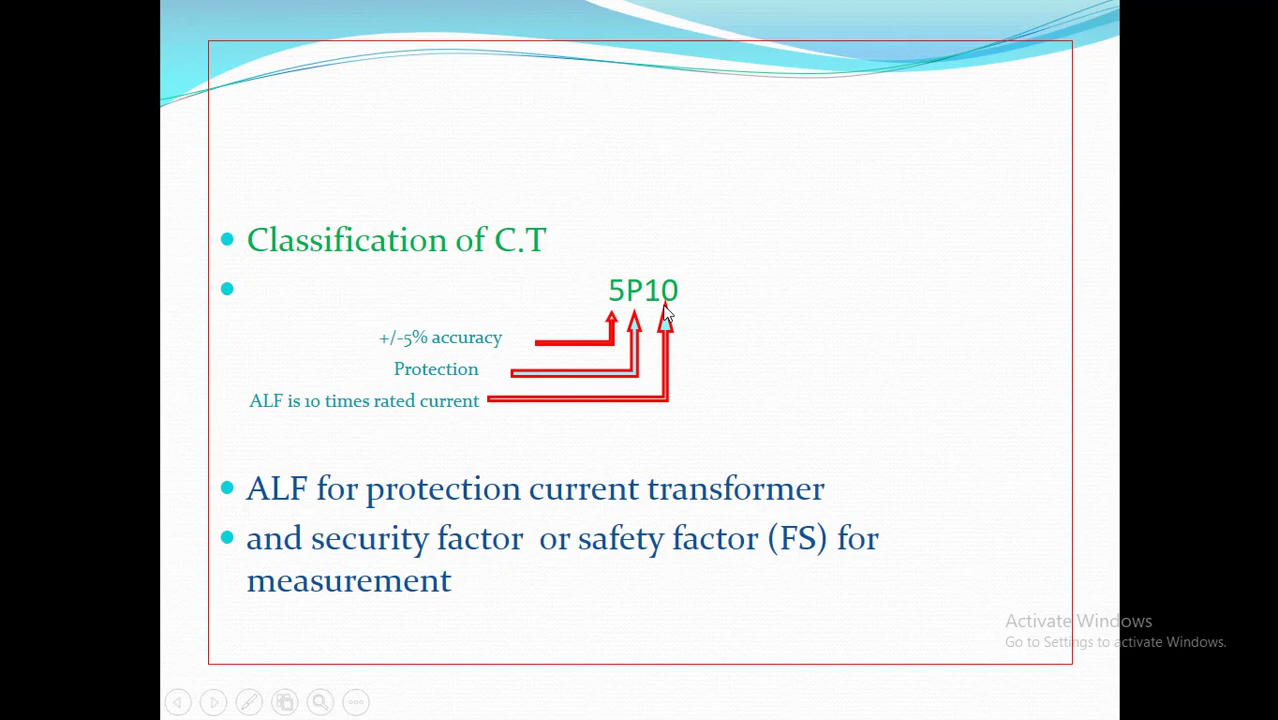 Classification of C.T
5P10
+/-5% accuracy
Protection
ALF is 10 times rated current
ALF for protection current transformer
and security factor or safety factor (FS) for
measurement
Activate Windows
Go to Settings to activate Windows.